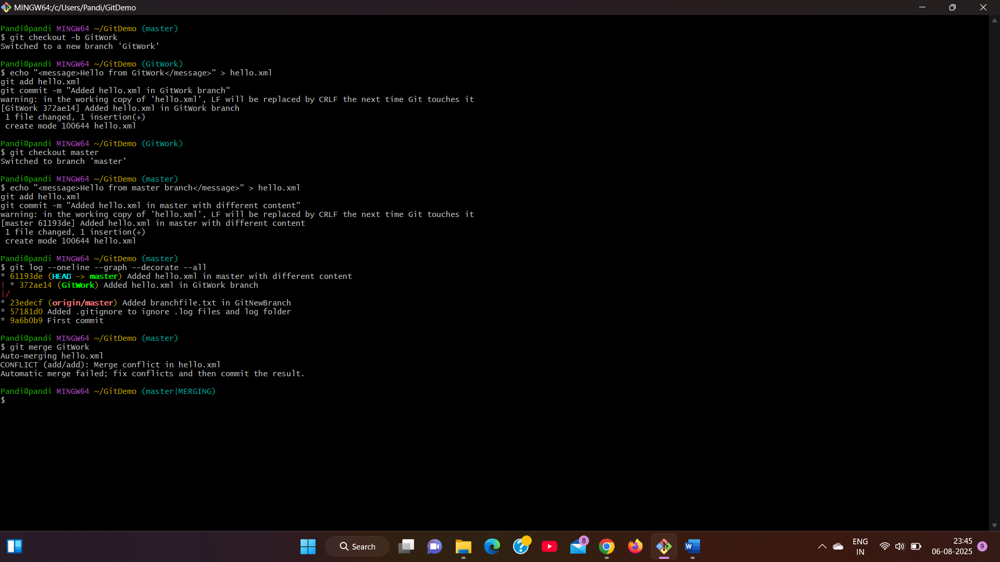 MINGW64:/c/Users/Pandi/GitDemo
Pandi@pandi MINGW64 ~/GitDemo (master)
$ git checkout -b GitWork
Switched to a new branch 'GitWork'
Pandi@pandi MINGW64 ~/GitDemo (GitWork)
$ echo "<message>Hello from GitWork</message>" > hello.xml
git add hello.xml
git commit -m "Added hello.xml in GitWork branch"
warning: in the working copy of 'hello.xml', LF will be replaced by CRLF the next time Git touches it
[GitWork 372ae14] Added hello.xml in GitWork branch
 1 file changed, 1 insertion(+)
 create mode 100644 hello.xml
Pandi@pandi MINGW64 ~/GitDemo (GitWork)
$ git checkout master
Switched to branch 'master'
Pandi@pandi MINGW64 ~/GitDemo (master)
$ echo "<message>Hello from master branch</message>" > hello.xml
git add hello.xml
git commit -m "Added hello.xml in master with different content"
warning: in the working copy of 'hello.xml', LF will be replaced by CRLF the next time Git touches it
[master 61193de] Added hello.xml in master with different content
 1 file changed, 1 insertion(+)
 create mode 100644 hello.xml
Pandi@pandi MINGW64 ~/GitDemo (master)
$ git log --oneline --graph --decorate --all
* 61193de (HEAD -> master) Added hello.xml in master with different content
| * 372ae14 (GitWork) Added hello.xml in GitWork branch
|/
* 23edecf (origin/master) Added branchfile.txt in GitNewBranch
* 57181d0 Added .gitignore to ignore .log files and log folder
* 9a6b0b9 First commit
Pandi@pandi MINGW64 ~/GitDemo (master)
$ git merge GitWork
Auto-merging hello.xml
CONFLICT (add/add): Merge conflict in hello.xml
Automatic merge failed; fix conflicts and then commit the result.
Pandi@pandi MINGW64 ~/GitDemo (master|MERGING)
$
Search
8
W
ENG
IN
23:45
06-08-2025
9